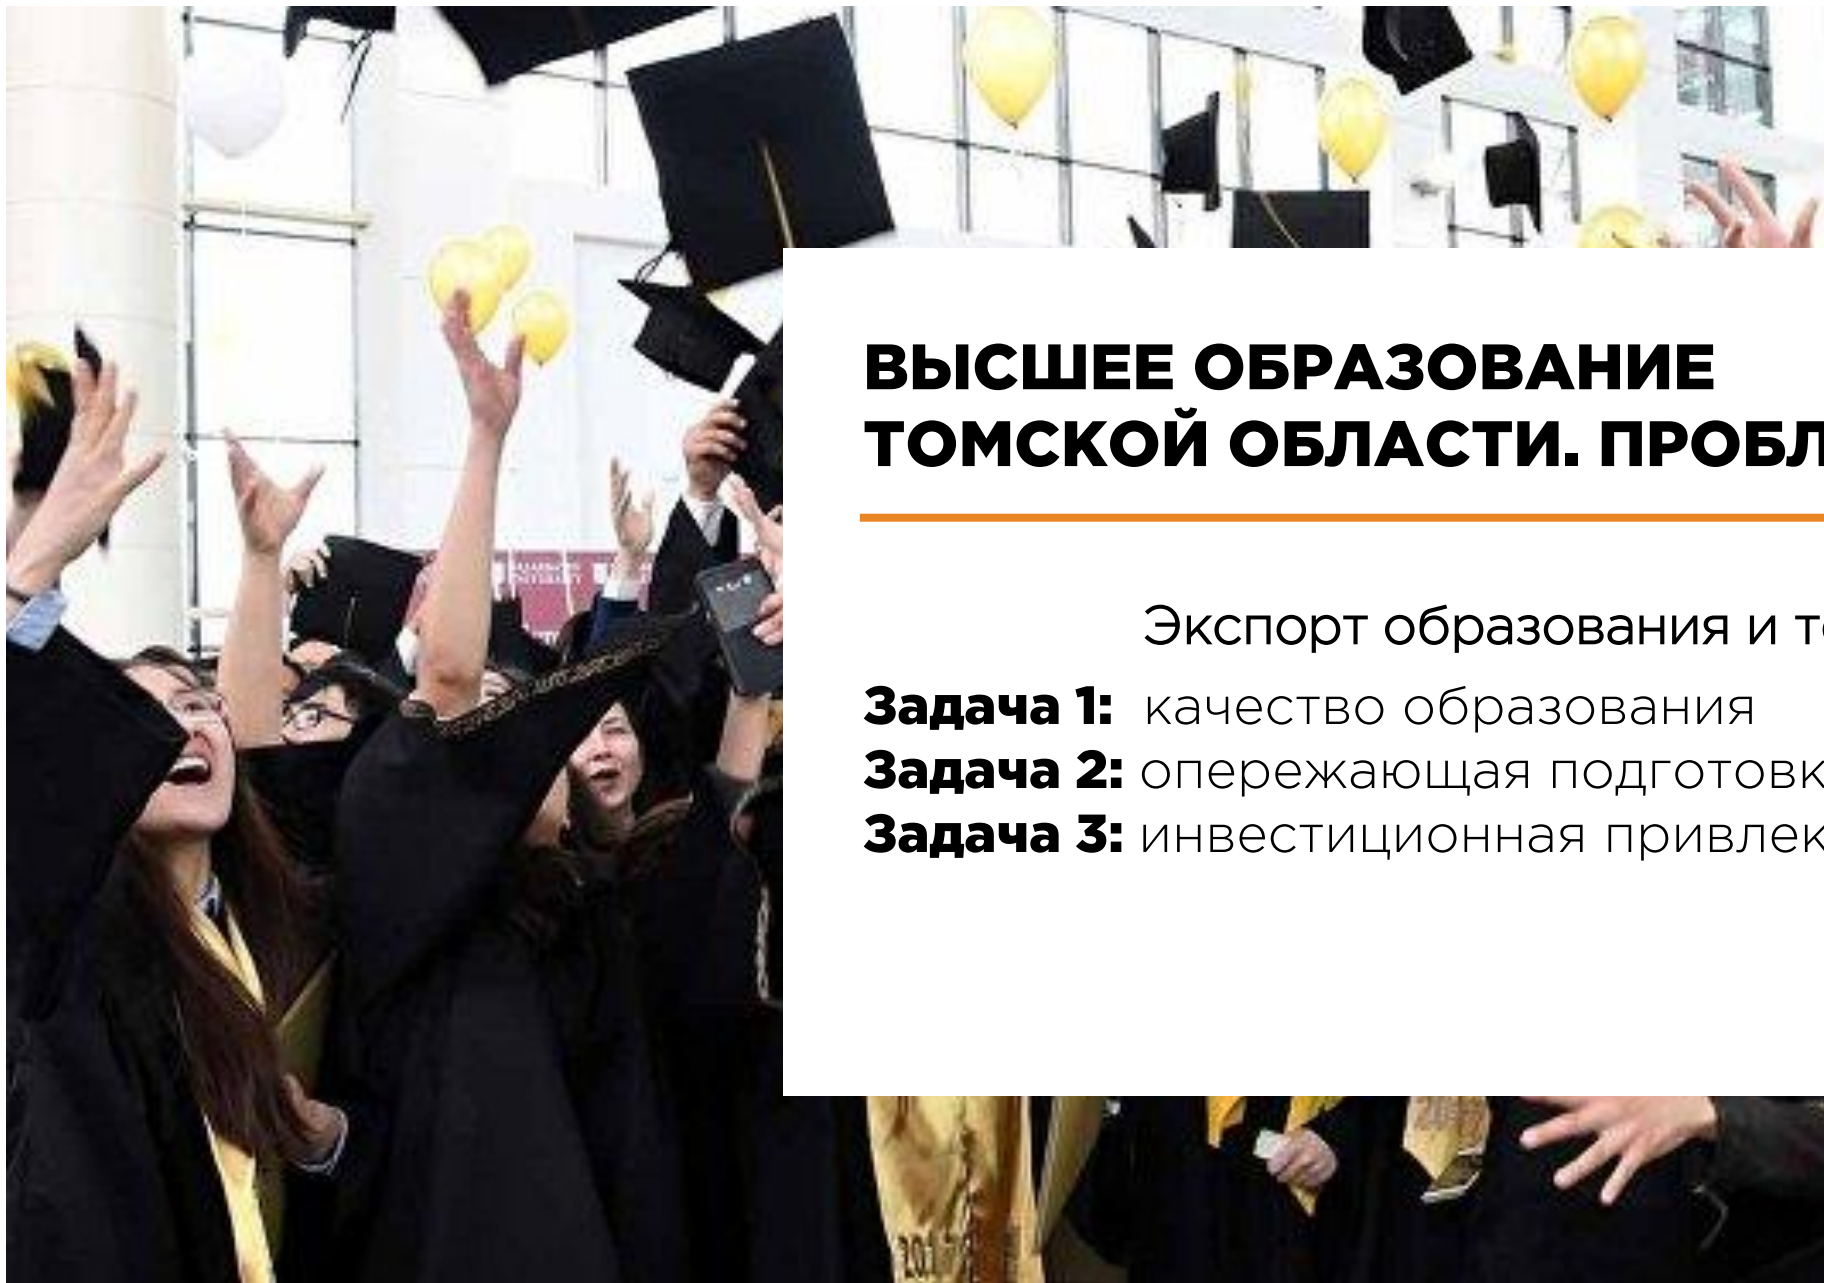 ВЫСШЕЕ ОБРАЗОВАНИЕ
ТОМСКОЙ ОБЛАСТИ. ПРОБЛ
Экспорт образования и т
Задача 1: качество образования
Задача 2: опережающая подготовк
Задача 3: инвестиционная привлек
2017